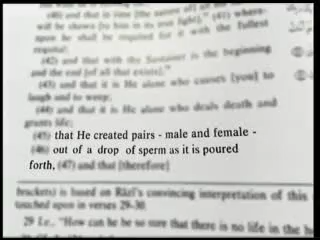 (40) and that in time [the nature of] all
shown [to him in its true light], (41) where-
upon he shall be requited for it with the fullest
requital;
(42) and that with thy Sustainer is the beginning
and the end [of all that exists];
(43) and that it is He alone who causes [you] to
laugh and to weep;
(44) and that it is He alone who deals death and
grants life;
(45) that He created pairs - male and female -
(46) out of a drop of sperm as it is poured
forth, (47) and that [therefore]
brackets) is based on Rāzī's convincing interpretation of this
touched upon in verses 29-30.
29 I.e., "How can he be so sure that there is no life in the